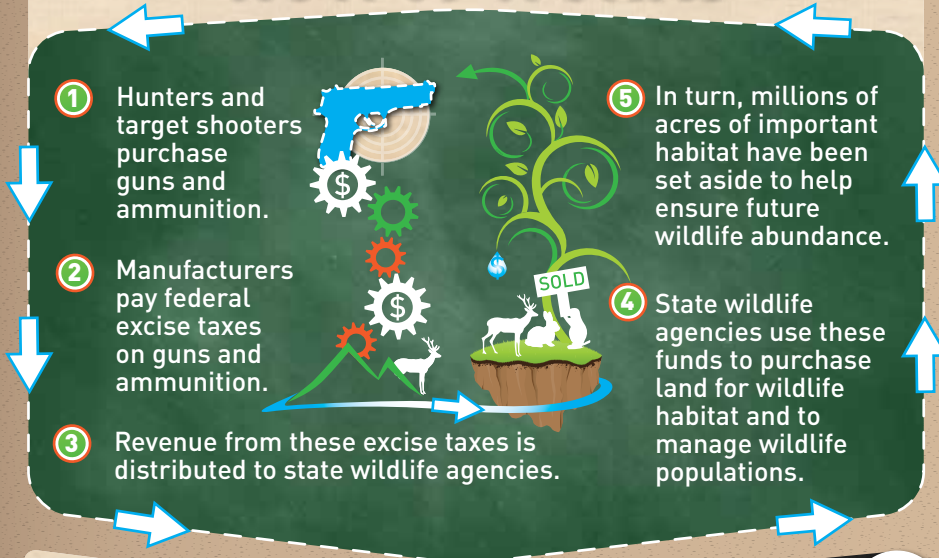 1 Hunters and
target shooters
purchase
guns and
ammunition.
2 Manufacturers
pay federal
excise taxes
on guns and
ammunition.
3 Revenue from these excise taxes is
distributed to state wildlife agencies.
4 State wildlife
agencies use these
funds to purchase
land for wildlife
habitat and to
manage wildlife
populations.
5 In turn, millions of
acres of important
habitat have been
set aside to help
ensure future
wildlife abundance.
$
$
$
SOLD